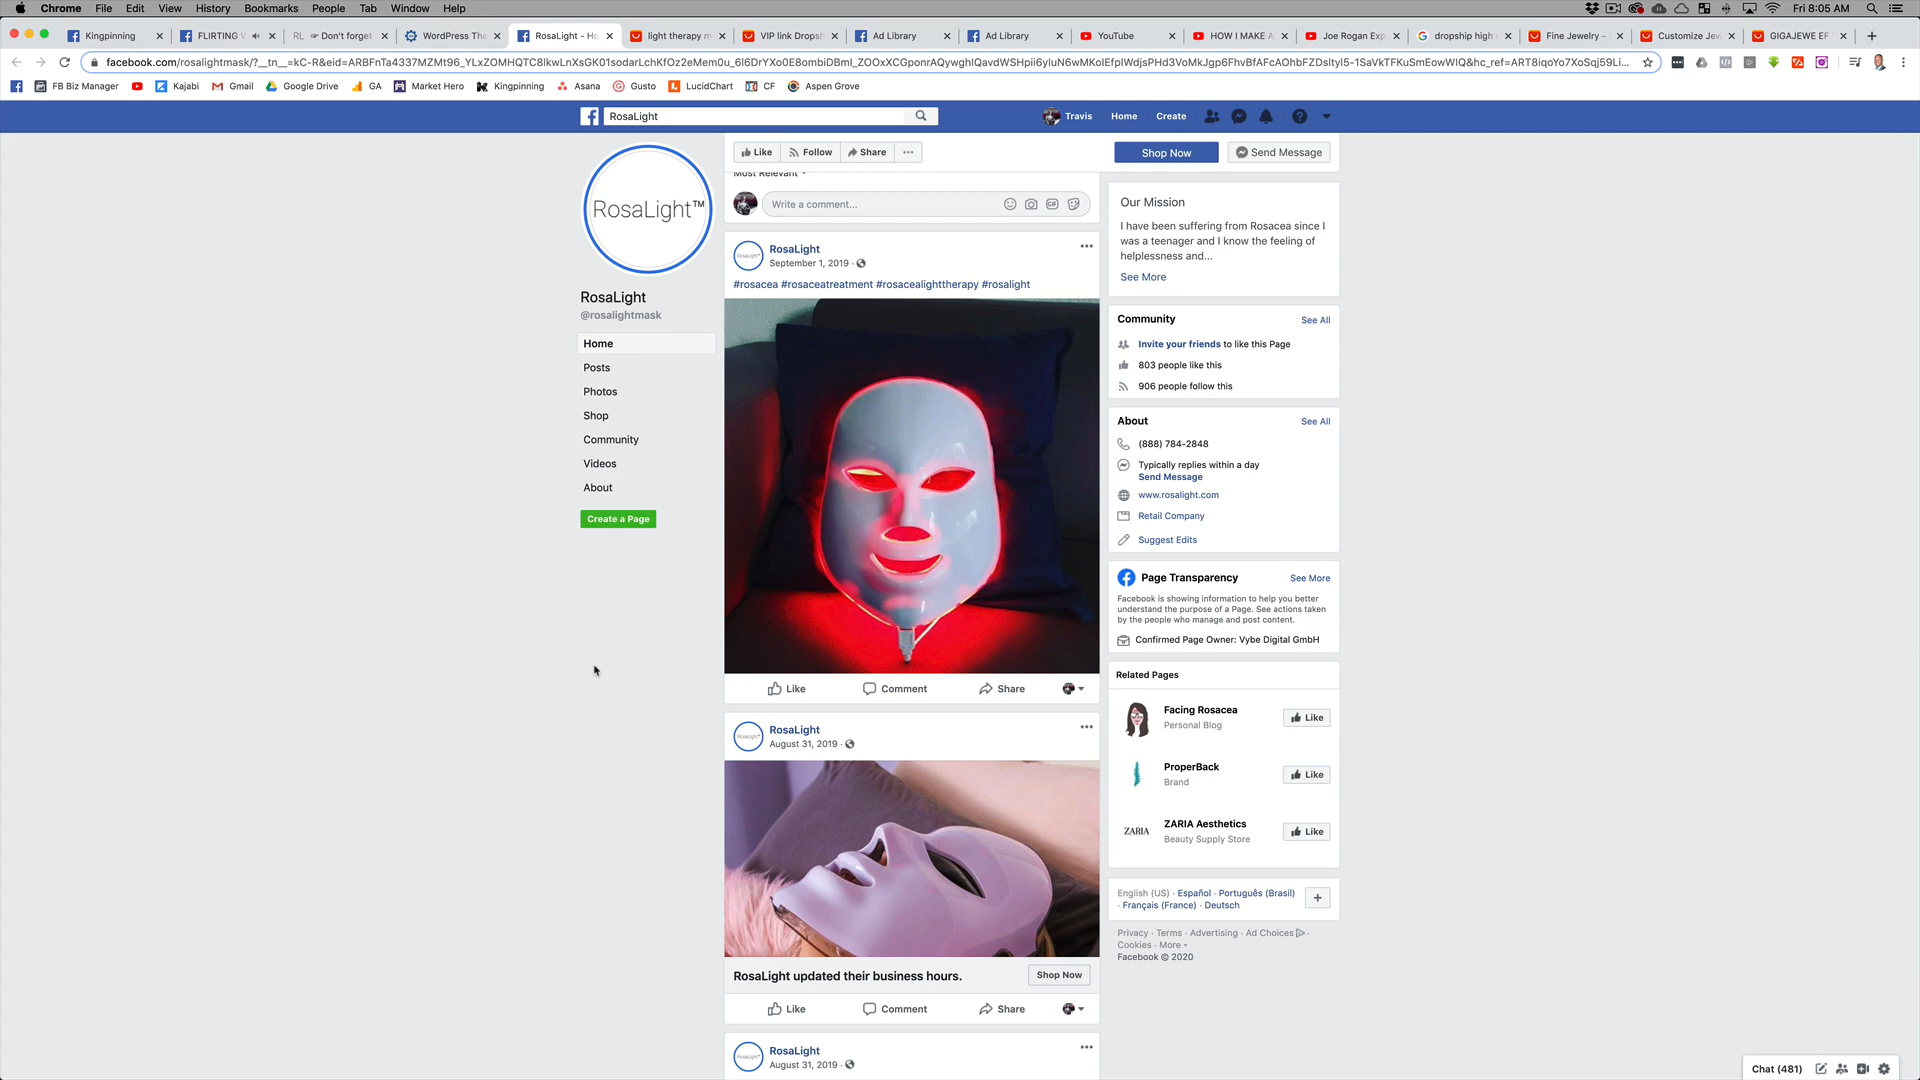 Chrome File Edit View History Bookmarks People Tab Window Help Fri 8:05 AM
Kingpinning FLIRTING W RL Don't forget WordPress The RosaLight - Ho light therapy m VIP link Dropsh Ad Library Ad Library YouTube HOW I MAKE A Joe Rogan Exp dropship high Fine Jewelry – Customize Jew GIGAJEWE EF
FB Biz Manager Kajabi Gmail Google Drive GA Market Hero Kingpinning Asana Gusto LucidChart CF Aspen Grove
RosaLight Travis Home Create
Like Follow Share Shop Now Send Message
RosaLight™
RosaLight
@rosalightmask
Home
Posts
Photos
Shop
Community
Videos
About
Create a Page
Most Relevant
Write a comment...
RosaLight
September 1, 2019
#rosacea #rosaceatreatment #rosacealighttherapy #rosalight
Like Comment Share
RosaLight
August 31, 2019
RosaLight updated their business hours.
Shop Now
Like Comment Share
RosaLight
August 31, 2019
Our Mission
I have been suffering from Rosacea since I
was a teenager and I know the feeling of
helplessness and...
See More
Community See All
Invite your friends to like this Page
803 people like this
906 people follow this
About See All
(888) 784-2848
Typically replies within a day
Send Message
www.rosalight.com
Retail Company
Suggest Edits
Page Transparency See More
Facebook is showing information to help you better
understand the purpose of a Page. See actions taken
by the people who manage and post content.
Confirmed Page Owner: Vybe Digital GmbH
Related Pages
Facing Rosacea
Personal Blog
Like
ProperBack
Brand
Like
ZARIA
ZARIA Aesthetics
Beauty Supply Store
Like
English (US) · Español · Português (Brasil)
· Français (France) · Deutsch
Privacy · Terms · Advertising · Ad Choices ·
Cookies · More
Facebook © 2020
Chat (481)